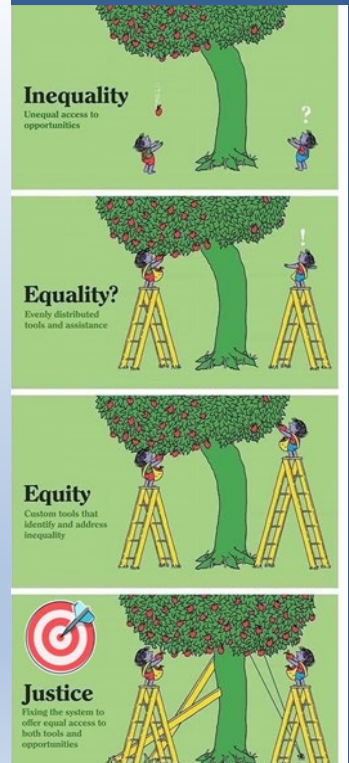 Inequality
Unequal access to
opportunities
?
Equality?
Evenly distributed
tools and assistance
!
Equity
Custom tools that
identify and address
inequality
Justice
Fixing the system to
offer equal access to
both tools and
opportunities